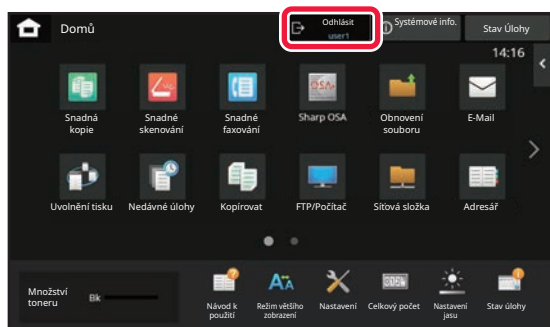 Domů
Odhlásit
user1
Systémové info.
Stav Úlohy
14:16
Snadná
kopie
Snadné
skenování
Snadné
faxování
Sharp OSA
Obnovení
souboru
E-Mail
Uvolnění tisku
Nedávné úlohy
Kopírovat
FTP/Počítač
Síťová složka
Adresář
Množství
toneru
Bk
Návod k
použití
Režim většího
zobrazení
Nastavení
Celkový počet
Nastavení
jasu
Stav úlohy